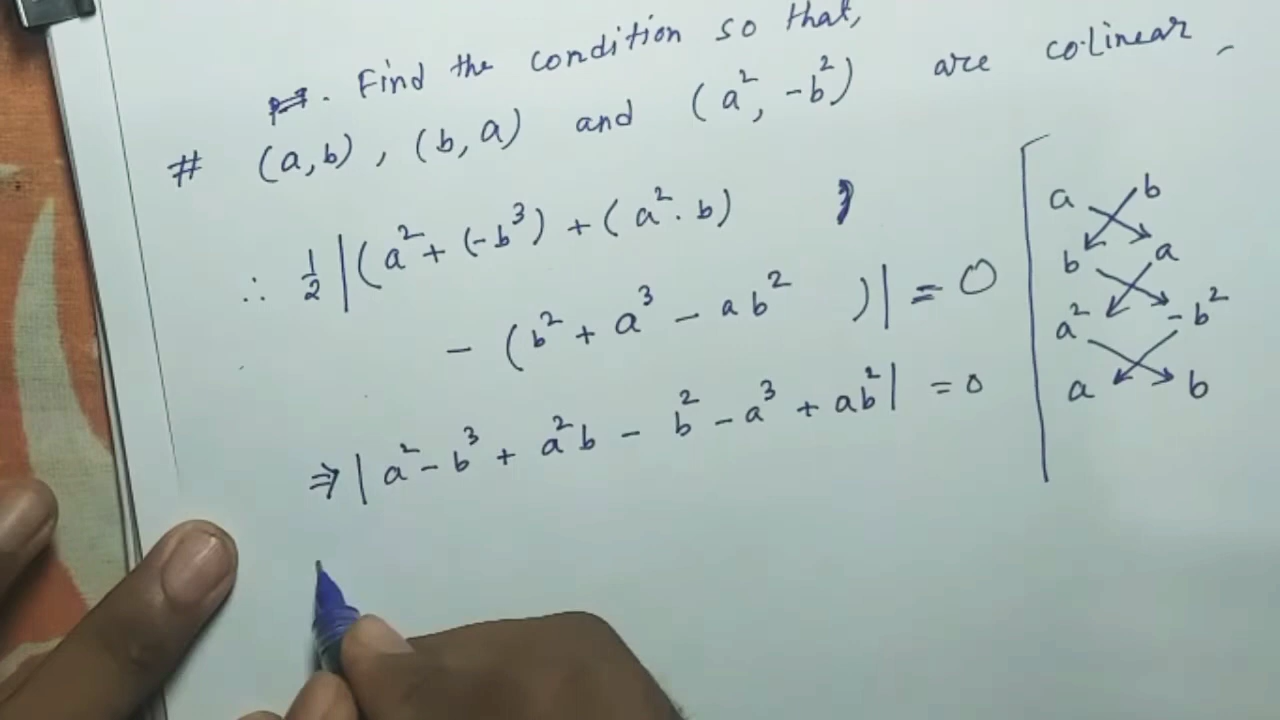 . Find the condition so that,
# (a,b), (b,a) and (a², -b²) are co.linear,
∴ ½|(a² + (-b³) + (a².b)
- (b² + a³ - ab² )| = 0
⇒ | a² - b³ + a²b - b² - a³ + ab²| = 0
a b
b a
a² -b²
a b